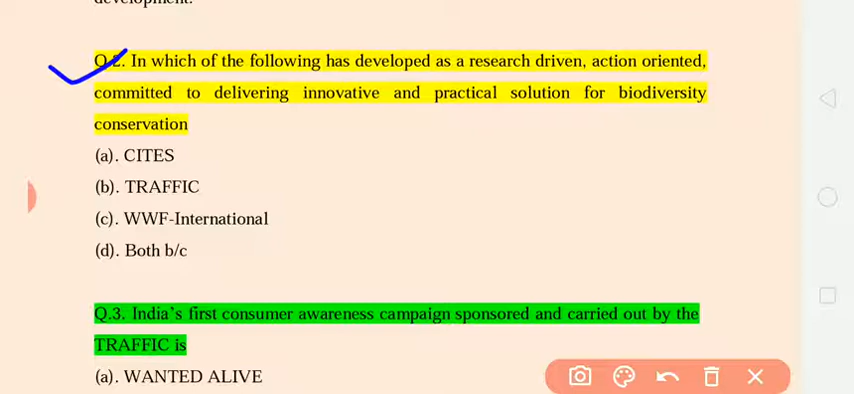 development.
Q.2. In which of the following has developed as a research driven, action oriented,
committed to delivering innovative and practical solution for biodiversity
conservation
(a). CITES
(b). TRAFFIC
(c). WWF-International
(d). Both b/c
Q.3. India's first consumer awareness campaign sponsored and carried out by the
TRAFFIC is
(a). WANTED ALIVE